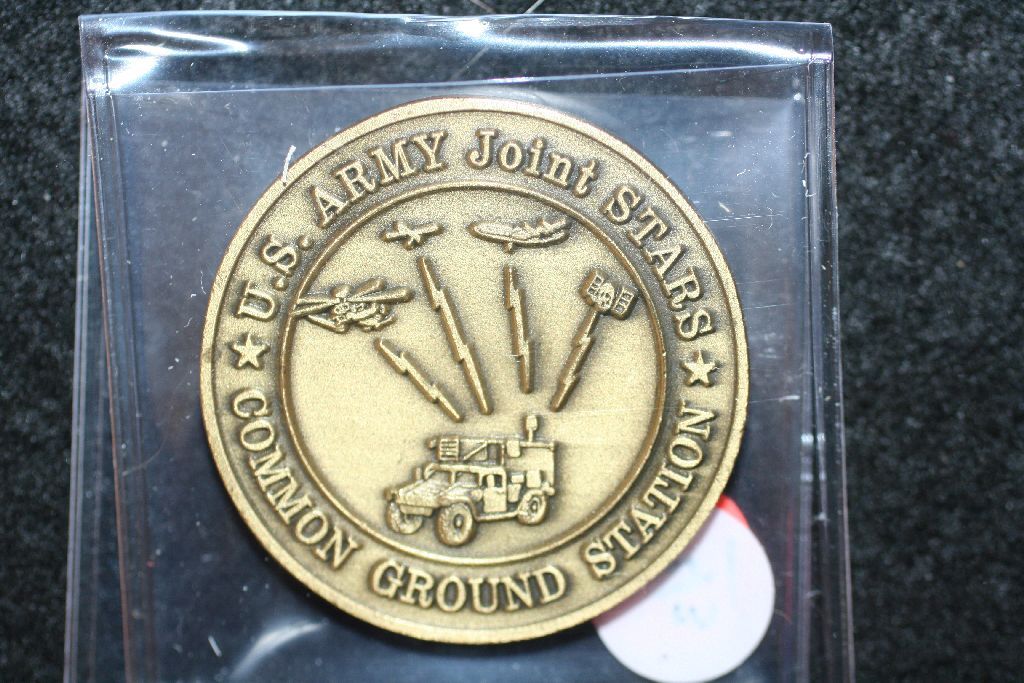 U.S. ARMY Joint STARS
COMMON GROUND STATION